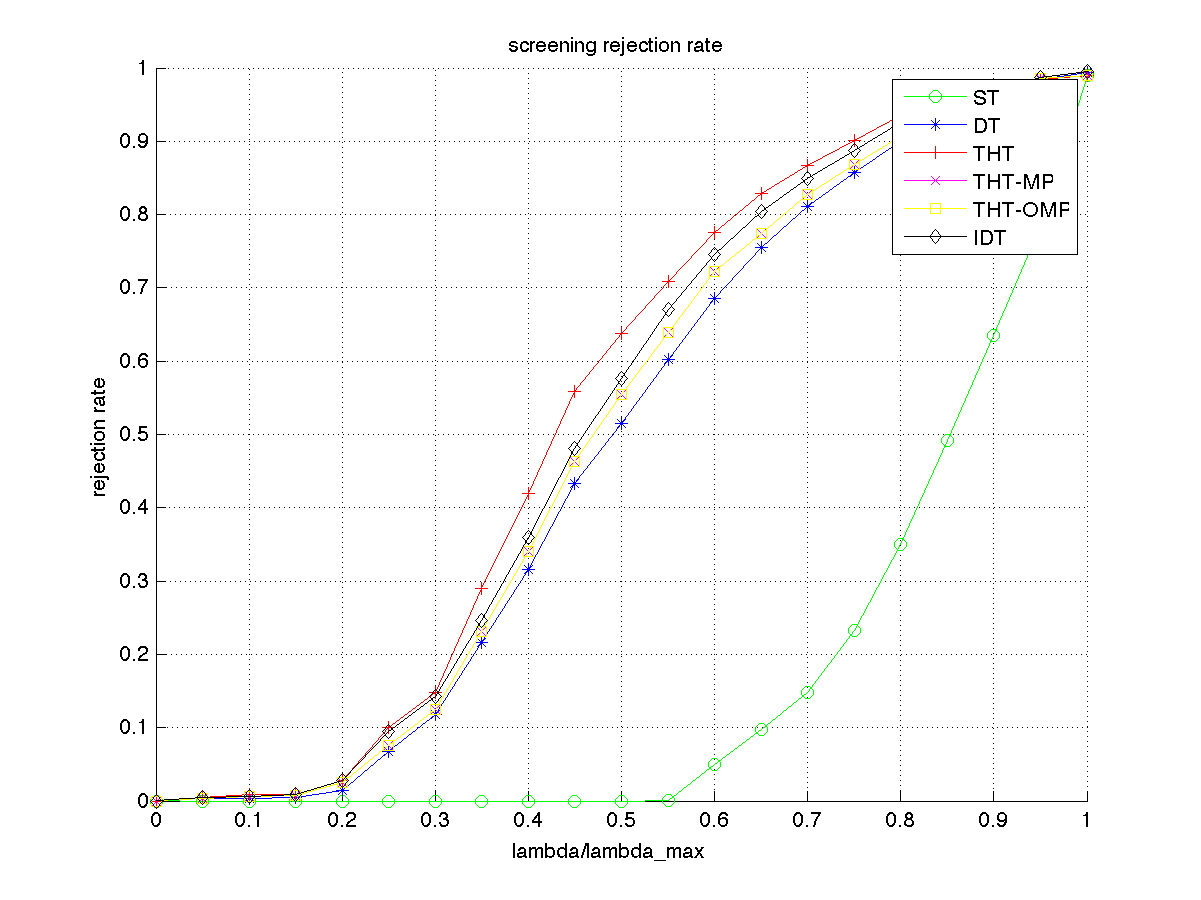 screening rejection rate
1
0.9
0.8
0.7
0.6
0.5
0.4
0.3
0.2
0.1
0
rejection rate
ST
DT
THT
THT-MP
THT-OMP
IDT
0 0.1 0.2 0.3 0.4 0.5 0.6 0.7 0.8 0.9 1
lambda/lambda_max